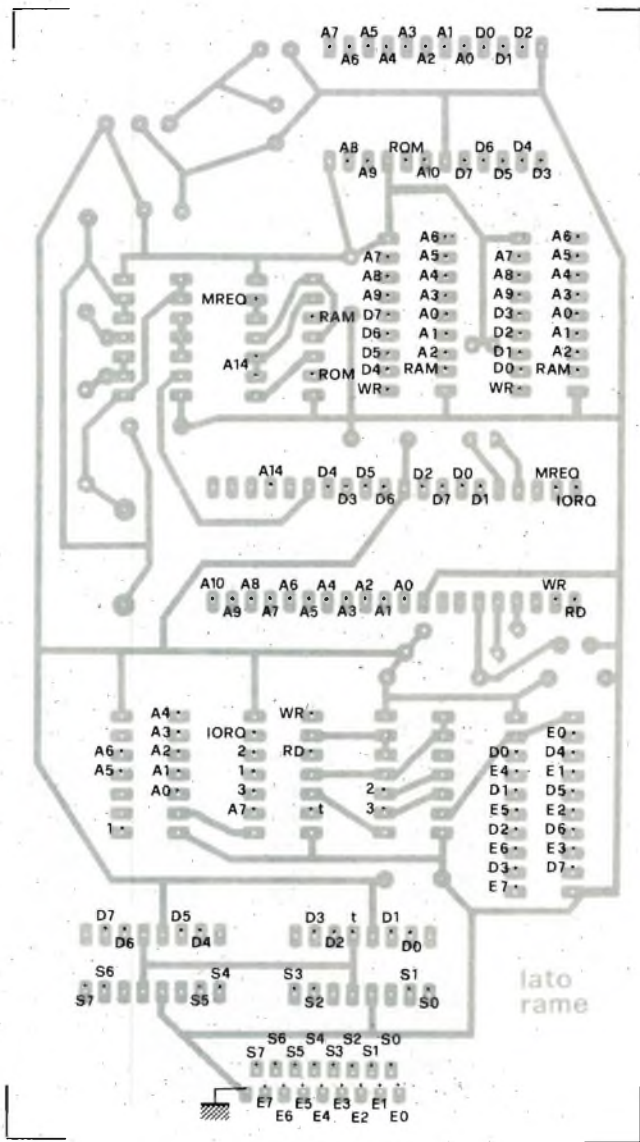 A7 A5 A3 A1 D0 D2
A6 A4 A2 A0 D1
A8 ROM D6 D4
A9 A10 D7 D5 D3
A6 A6
A7 A5 A7 A5
A8 A4 A8 A4
MREQ A9 A3 A9 A3
RAM D7 A0 D3 A0
D6 A1 D2 A1
A14 D5 A2 D1 A2
ROM D4 RAM D0 RAM
WR WR
A14 D4 D5 D2 D0 MREQ
D3 D6 D7 D1 IORQ
A10 A8 A6 A4 A2 A0 WR
A9 A7 A5 A3 A1 RD
A4 WR
A3 IORQ E0
A6 A2 2 RD D0 D4
A5 A1 1 E4 E1
A0 3 2 D1 D5
A7 t 3 E5 E2
1 D2 D6
E6 E3
D3 D7
E7
D7 D5 D3 t D1
D6 D4 D2 D0
S6 S4 S3 S1
S7 S5 S2 S0
lato
rame
S6 S4 S2 S0
S7 S5 S3 S1
E7 E5 E3 E1
E6 E4 E2 E0